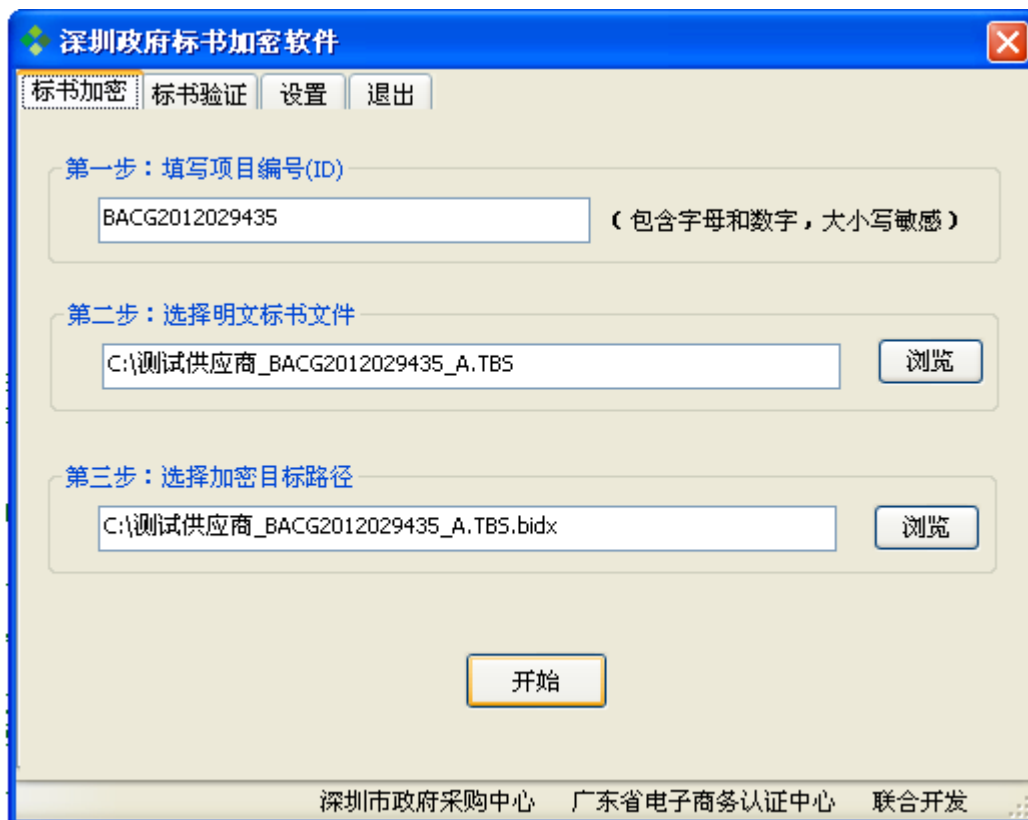 深圳政府标书加密软件
标书加密 标书验证 设置 退出
第一步：填写项目编号(ID)
BACG2012029435 （包含字母和数字，大小写敏感）
第二步：选择明文标书文件
C:\测试供应商_BACG2012029435_A.TBS 浏览
第三步：选择加密目标路径
C:\测试供应商_BACG2012029435_A.TBS.bidx 浏览
开始
深圳市政府采购中心 广东省电子商务认证中心 联合开发